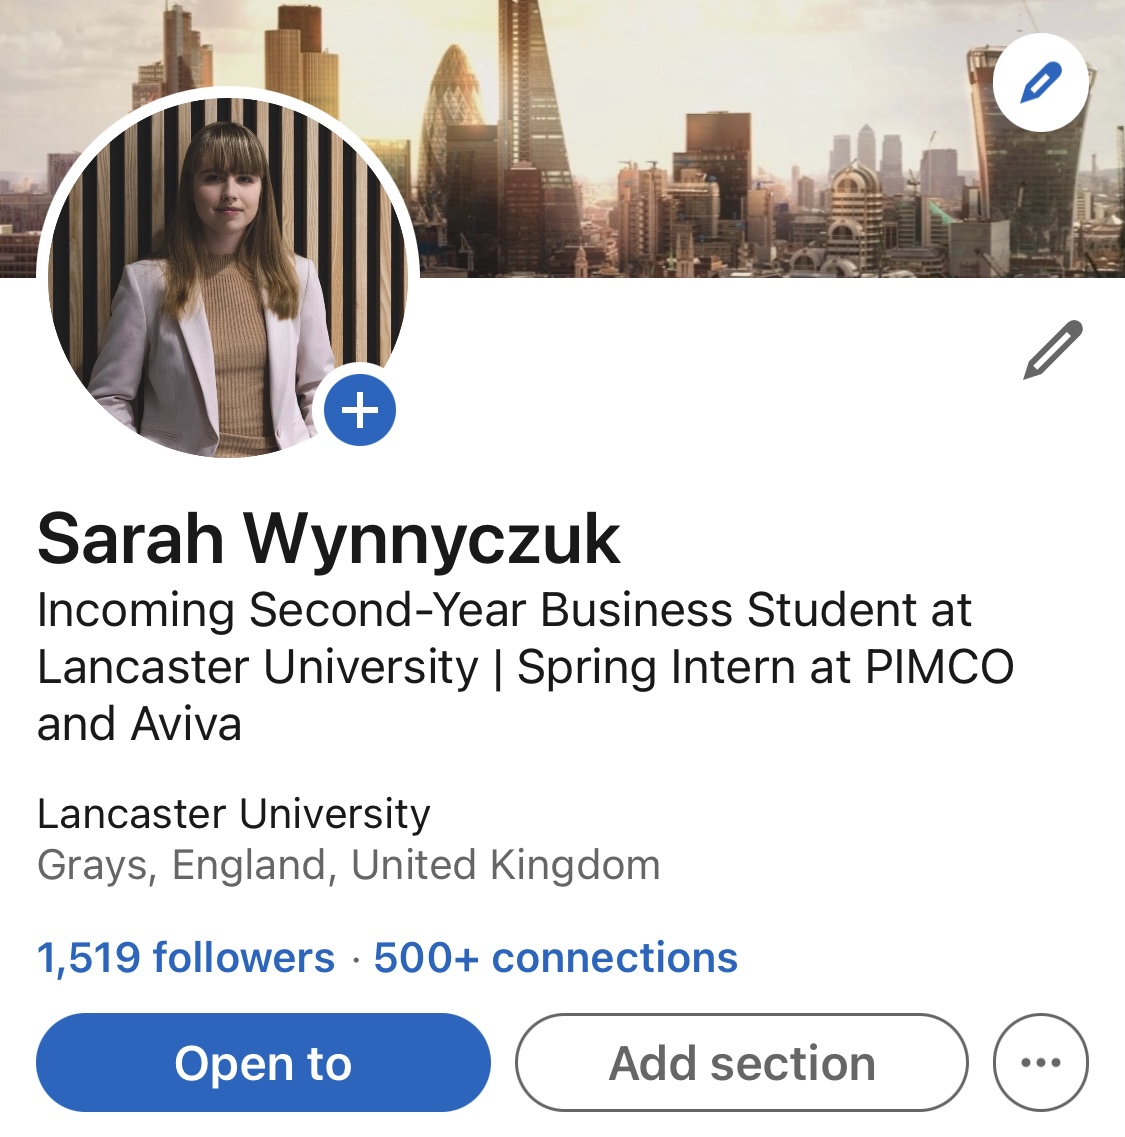 Sarah Wynnyczuk
Incoming Second-Year Business Student at
Lancaster University | Spring Intern at PIMCO
and Aviva
Lancaster University
Grays, England, United Kingdom
1,519 followers · 500+ connections
Open to
Add section